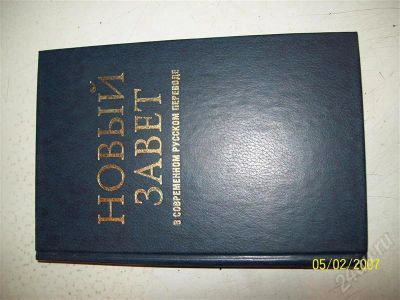 НОВЫЙ
ЗАВЕТ
В СОВРЕМЕННОМ РУССКОМ ПЕРЕВОДЕ
05/02/2007